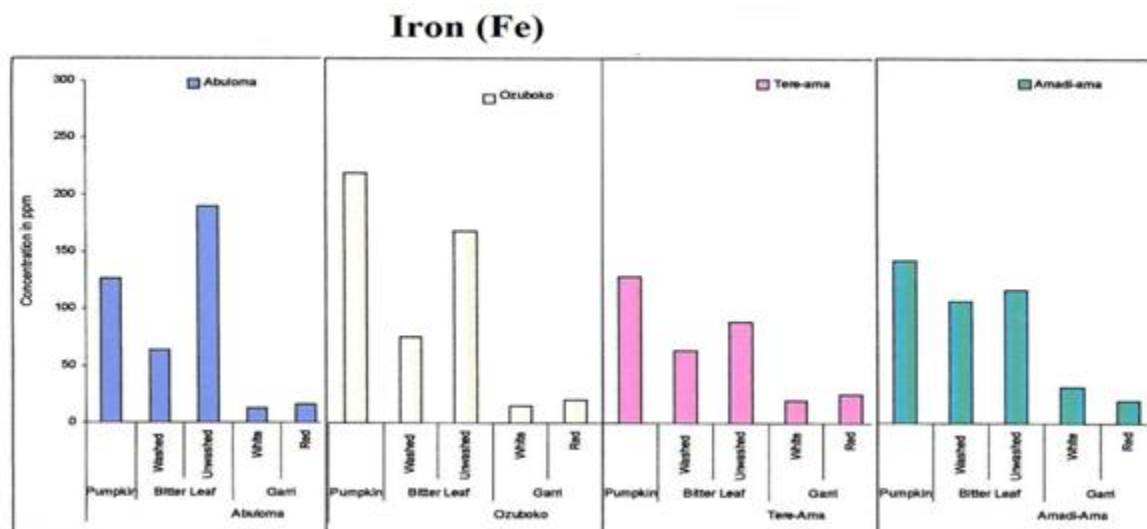 Iron (Fe)
Abuloma
Ozuboko
Tere-ama
Amadi-ama
Concentration in ppm
300
250
200
150
100
50
0
Washed Unwashed White Red Washed Unwashed White Red Washed Unwashed White Red Washed Unwashed White Red
Pumpkin Bitter Leaf Garri Pumpkin Bitter Leaf Garri Pumpkin Bitter Leaf Garri Pumpkin Bitter Leaf Garri
Abuloma Ozuboko Tere-Ama Amadi-Ama